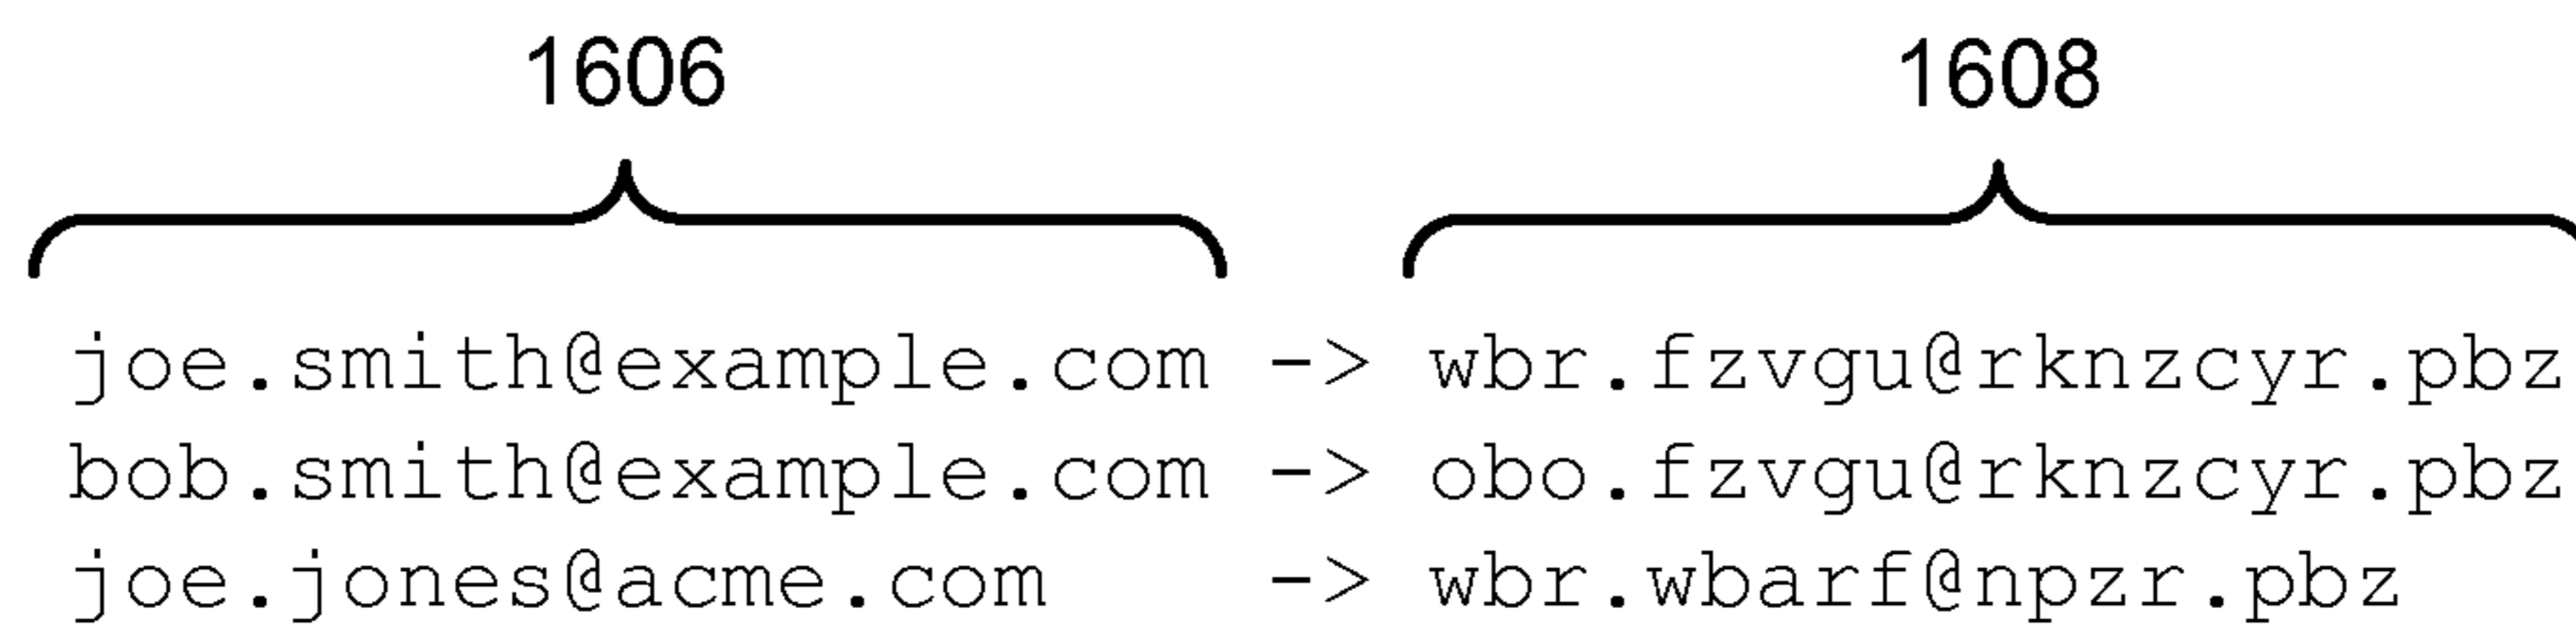 1606 1608
joe.smith@example.com -> wbr.fzvgu@rknzcyr.pbz
bob.smith@example.com -> obo.fzvgu@rknzcyr.pbz
joe.jones@acme.com -> wbr.wbarf@npzr.pbz